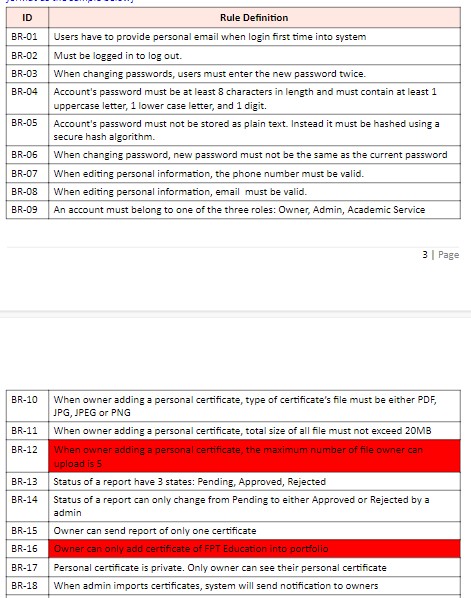 ID Rule Definition
BR-01 Users have to provide personal email when login first time into system
BR-02 Must be logged in to log out.
BR-03 When changing passwords, users must enter the new password twice.
BR-04 Account's password must be at least 8 characters in length and must contain at least 1
uppercase letter, 1 lower case letter, and 1 digit.
BR-05 Account's password must not be stored as plain text. Instead it must be hashed using a
secure hash algorithm.
BR-06 When changing password, new password must not be the same as the current password
BR-07 When editing personal information, the phone number must be valid.
BR-08 When editing personal information, email must be valid.
BR-09 An account must belong to one of the three roles: Owner, Admin, Academic Service
3 | Page
BR-10 When owner adding a personal certificate, type of certificate's file must be either PDF,
JPG, JPEG or PNG
BR-11 When owner adding a personal certificate, total size of all file must not exceed 20MB
BR-12 When owner adding a personal certificate, the maximum number of file owner can
upload is 5
BR-13 Status of a report have 3 states: Pending, Approved, Rejected
BR-14 Status of a report can only change from Pending to either Approved or Rejected by a
admin
BR-15 Owner can send report of only one certificate
BR-16 Owner can only add certificate of FPT Education into portfolio
BR-17 Personal certificate is private. Only owner can see their personal certificate
BR-18 When admin imports certificates, system will send notification to owners